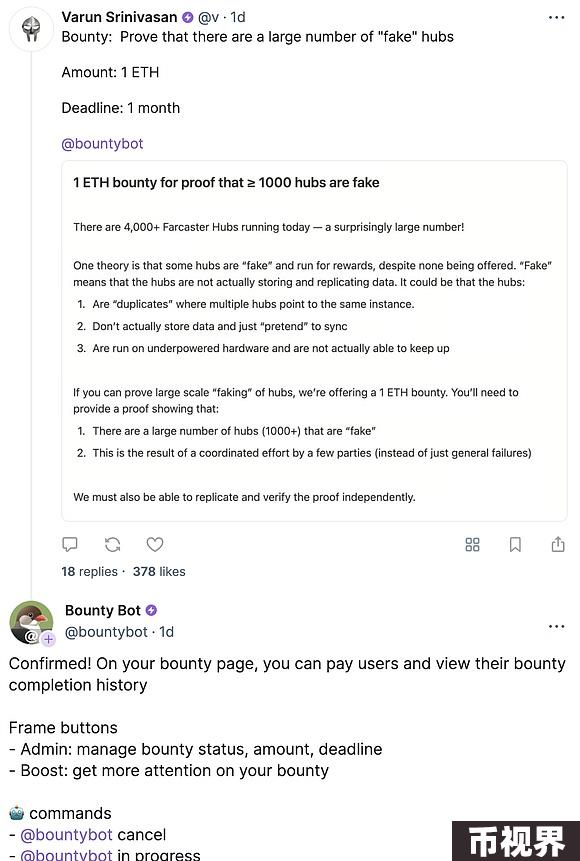 Varun Srinivasan @v · 1d
Bounty: Prove that there are a large number of "fake" hubs
Amount: 1 ETH
Deadline: 1 month
@bountybot
1 ETH bounty for proof that ≥ 1000 hubs are fake
There are 4,000+ Farcaster Hubs running today — a surprisingly large number!
One theory is that some hubs are “fake” and run for rewards, despite none being offered. “Fake”
means that the hubs are not actually storing and replicating data. It could be that the hubs:
1. Are “duplicates” where multiple hubs point to the same instance.
2. Don’t actually store data and just “pretend” to sync
3. Are run on underpowered hardware and are not actually able to keep up
If you can prove large scale “faking” of hubs, we’re offering a 1 ETH bounty. You’ll need to
provide a proof showing that:
1. There are a large number of hubs (1000+) that are “fake”
2. This is the result of a coordinated effort by a few parties (instead of just general failures)
We must also be able to replicate and verify the proof independently.
18 replies · 378 likes
Bounty Bot
@bountybot · 1d
Confirmed! On your bounty page, you can pay users and view their bounty
completion history
Frame buttons
- Admin: manage bounty status, amount, deadline
- Boost: get more attention on your bounty
🤖 commands
- @bountybot cancel
- @bountybot in progress
币视界